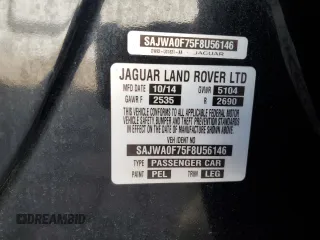 SAJWA0F75F8U56146
JAGUAR
JAGUAR LAND ROVER LTD
MFD DATE 10/14 GVWR 5104
GAWR F 2535 R 2690
THIS VEHICLE CONFORMS TO ALL APPLICABLE FEDERAL MOTOR
VEHICLE SAFETY, BUMPER AND THEFT PREVENTION STANDARDS
IN EFFECT ON THE DATE OF MANUFACTURE SHOWN ABOVE
VEH IDENT NO
SAJWA0F75F8U56146
TYPE PASSENGER CAR
PAINT PEL TRIM LEG
DREAMBID